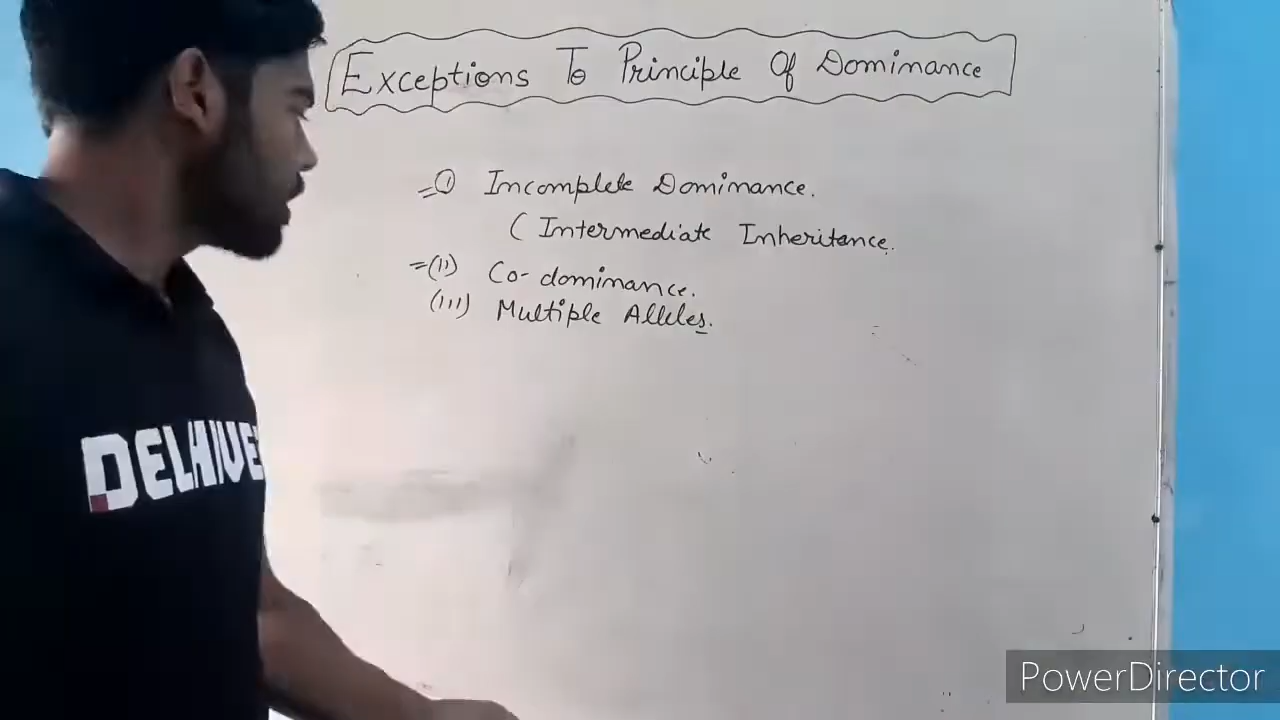 Exceptions To Principle Of Dominance
=(i) Incomplete Dominance.
( Intermediate Inheritance.
=(ii) Co-dominance.
(iii) Multiple Alleles.
DELHIVE
PowerDirector